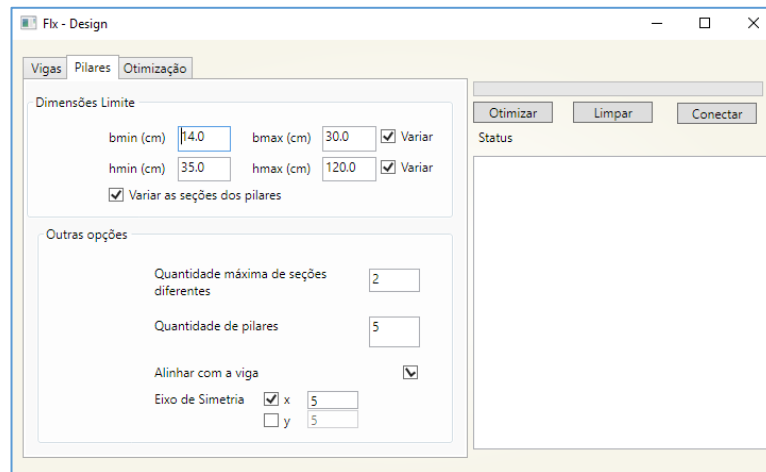 Flx - Design
Vigas Pilares Otimização
Dimensões Limite
bmin (cm) 14.0 bmax (cm) 30.0 Variar
hmin (cm) 35.0 hmax (cm) 120.0 Variar
Variar as seções dos pilares
Outras opções
Quantidade máxima de seções
diferentes
2
Quantidade de pilares 5
Alinhar com a viga
Eixo de Simetria x 5
y 5
Otimizar Limpar Conectar
Status